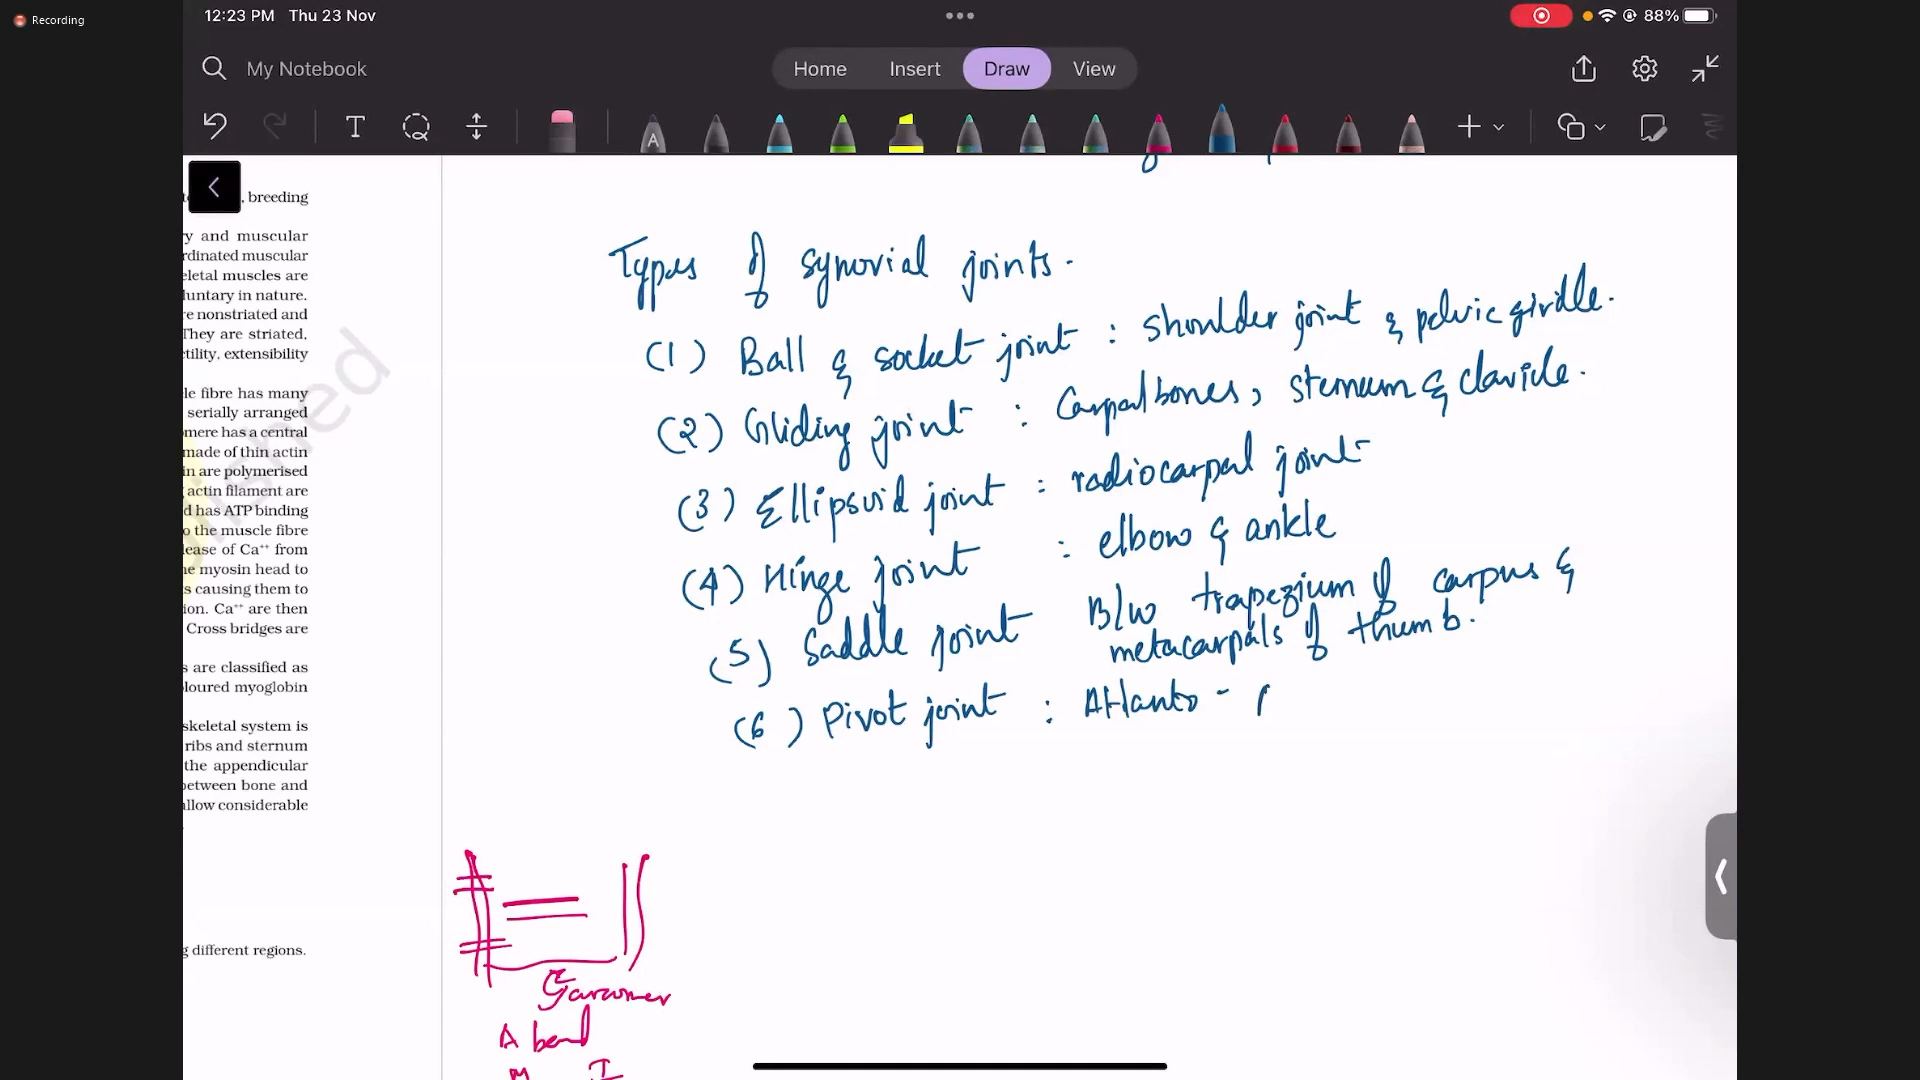 Recording
12:23 PM Thu 23 Nov
88%
My Notebook
Home Insert Draw View
T
A
, breeding
ry and muscular
rdinated muscular
eletal muscles are
luntary in nature.
re nonstriated and
They are striated,
ctility, extensibility
cle fibre has many
serially arranged
omere has a central
made of thin actin
in are polymerised
actin filament are
d has ATP binding
o the muscle fibre
lease of Ca++ from
he myosin head to
s causing them to
ion. Ca++ are then
Cross bridges are
s are classified as
loured myoglobin
skeletal system is
ribs and sternum
the appendicular
between bone and
allow considerable
g different regions.
lished
Types of synovial joints.
(1) Ball & socket joint : shoulder joint & pelvic girdle.
(2) Gliding joint : Carpal bones, sternum & clavicle.
(3) Ellipsoid joint : radiocarpal joint
(4) Hinge joint : elbow & ankle
(5) Saddle joint B/w trapezium of carpus &
metacarpals of thumb.
(6) Pivot joint : Atlanto -
A band